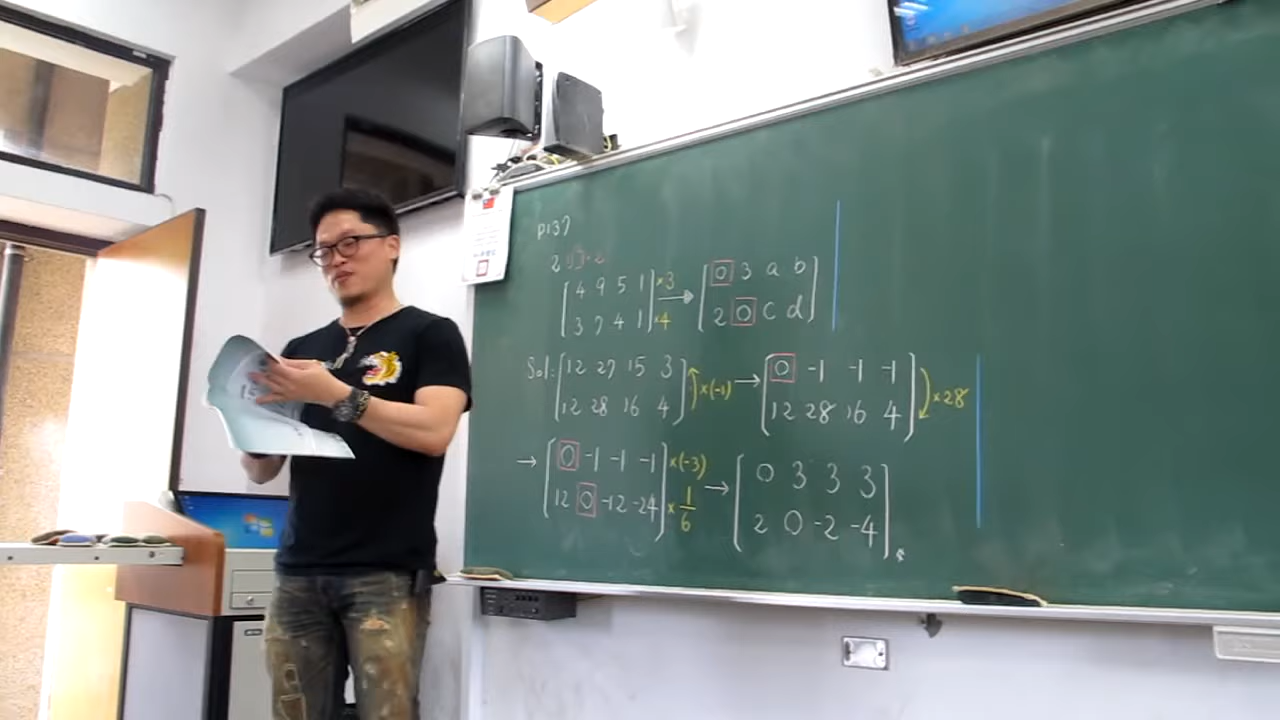 P137
2
[4 9 5 1 ×3 → [0 3 a b
3 7 4 1] ×4 2 0 c d]
Sol: [12 27 15 3 → [0 -1 -1 -1
12 28 16 4] ×(-1) 12 28 16 4] ×28
→ [0 -1 -1 -1 ×(-3) → [0 3 3 3
12 0 -12 -24] ×1/6 2 0 -2 -4]